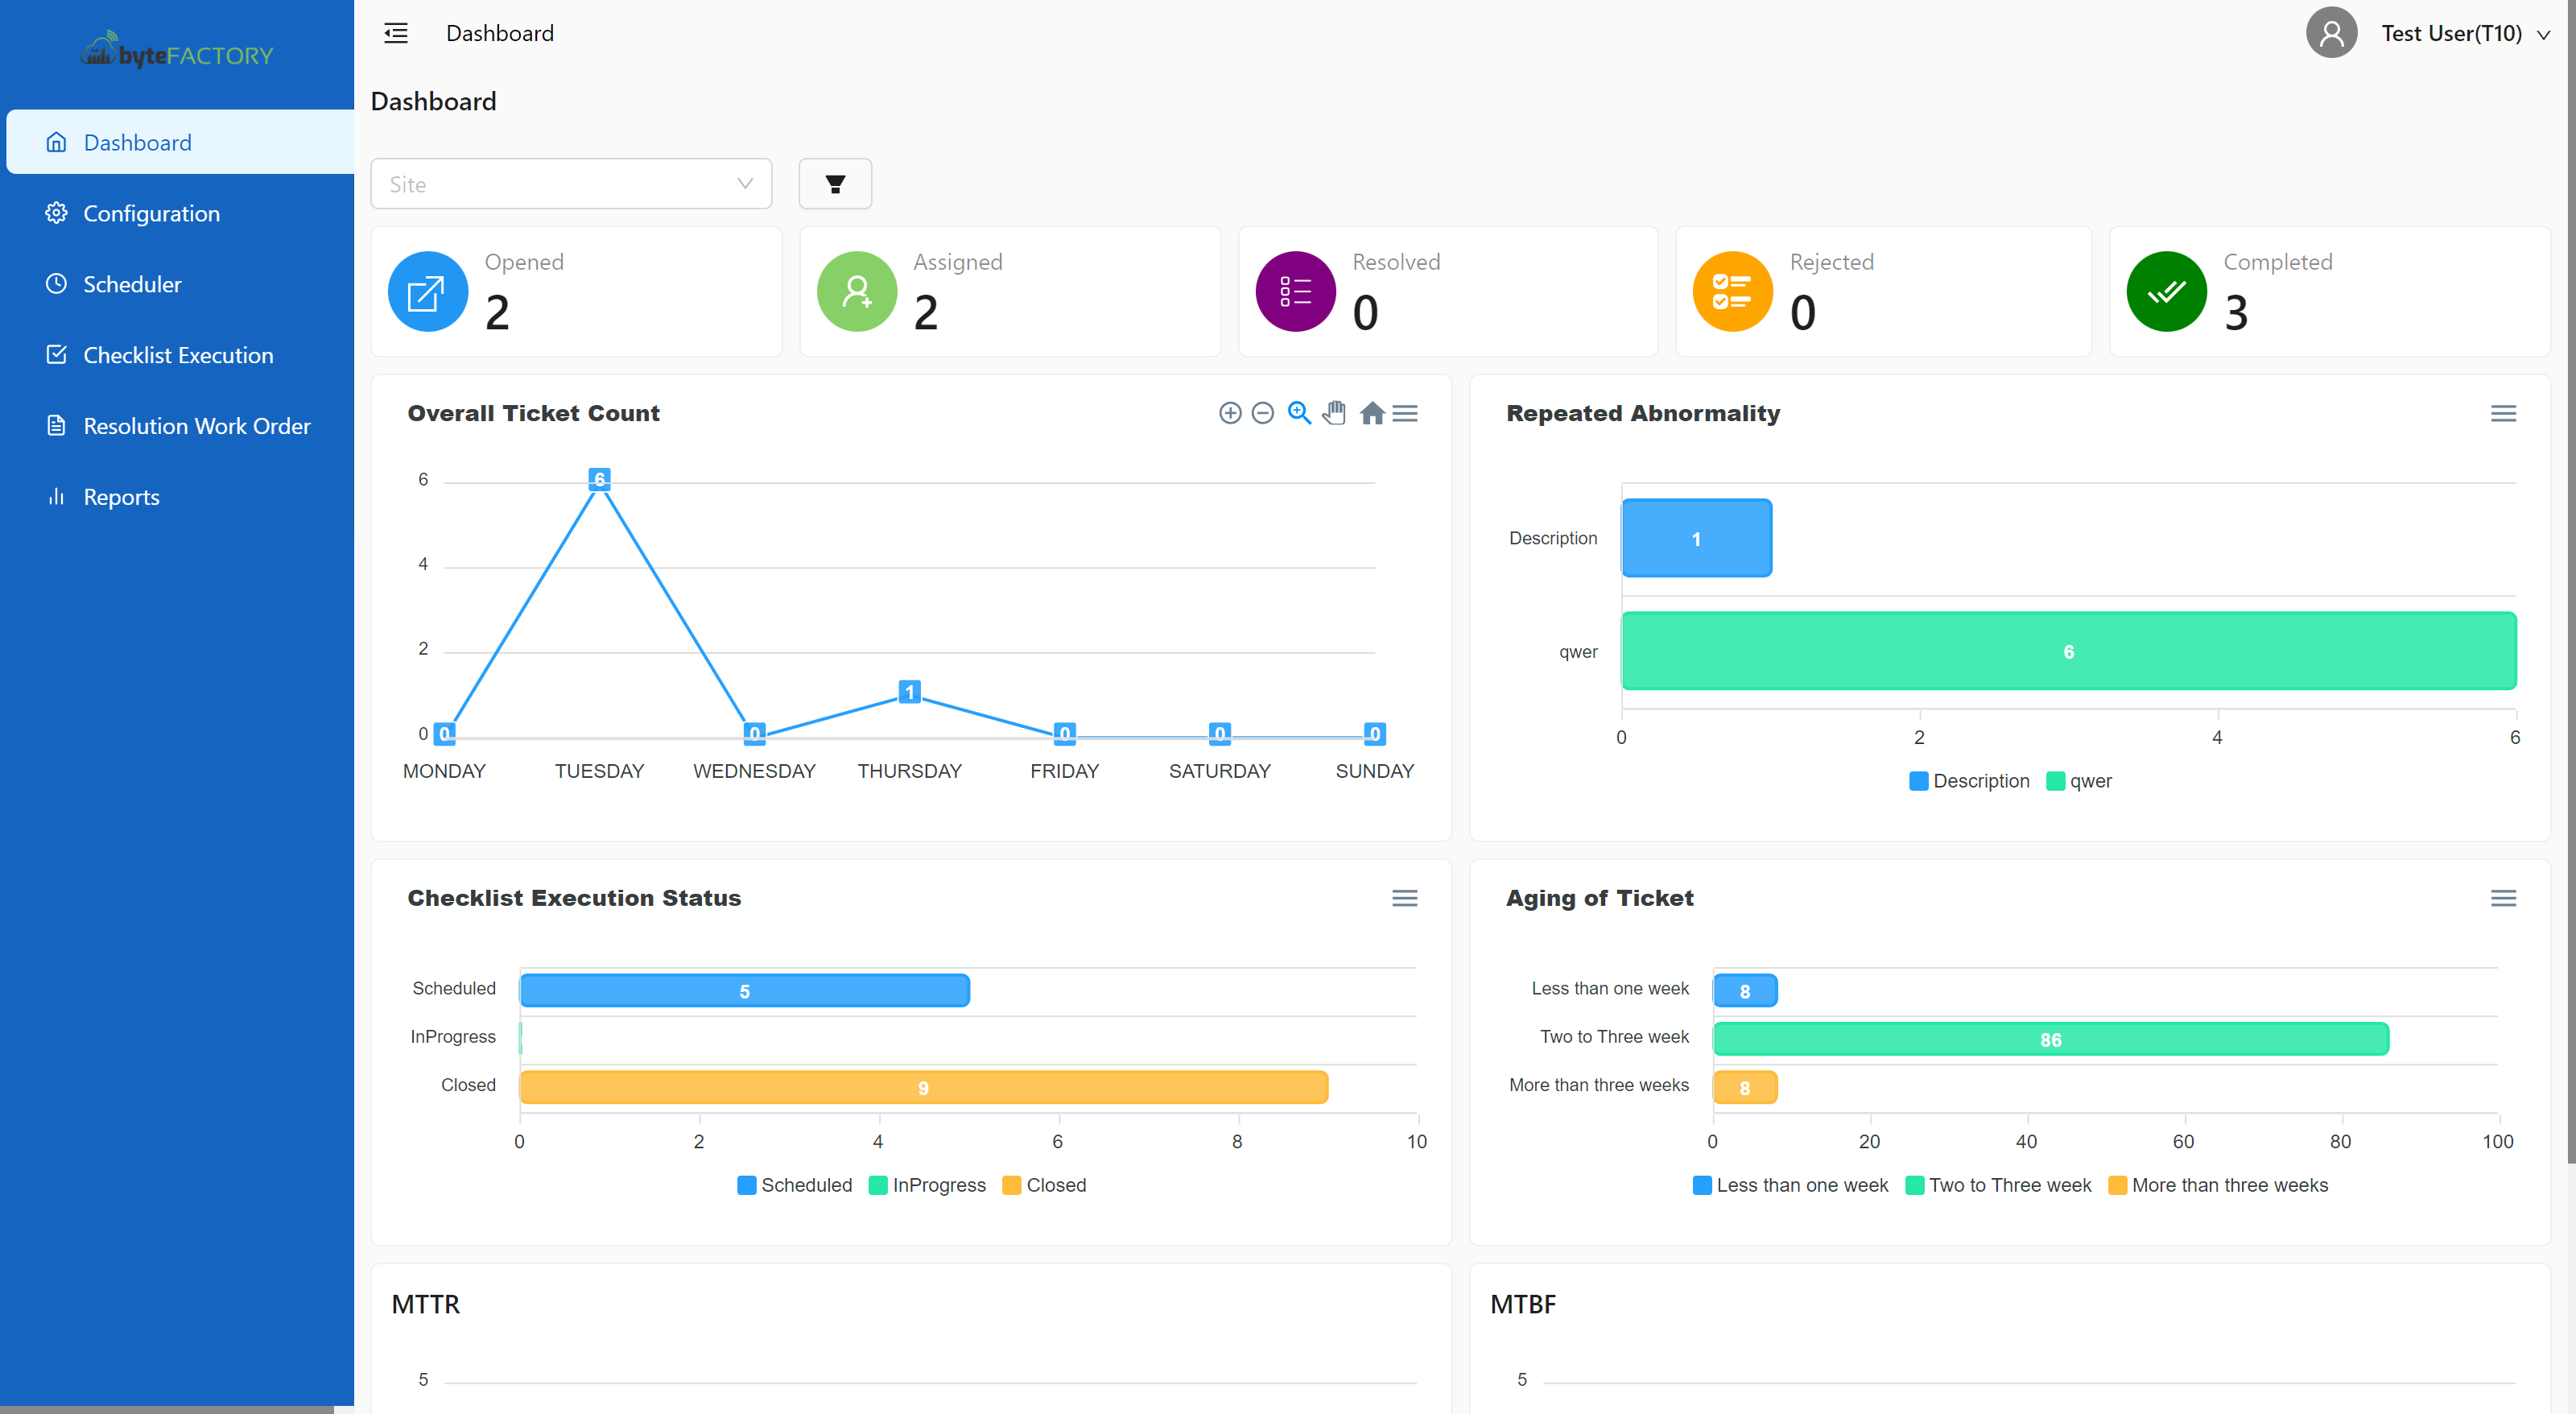 byteFACTORY
Dashboard
Test User(T10)
Dashboard
Configuration
Scheduler
Checklist Execution
Resolution Work Order
Reports
Dashboard
Site
Opened
2
Assigned
2
Resolved
0
Rejected
0
Completed
3
Overall Ticket Count
6
4
2
0
0
6
0
1
0
0
0
MONDAY TUESDAY WEDNESDAY THURSDAY FRIDAY SATURDAY SUNDAY
Repeated Abnormality
Description
1
qwer
6
0 2 4 6
Description qwer
Checklist Execution Status
Scheduled
5
InProgress
Closed
9
0 2 4 6 8 10
Scheduled InProgress Closed
Aging of Ticket
Less than one week
8
Two to Three week
86
More than three weeks
8
0 20 40 60 80 100
Less than one week Two to Three week More than three weeks
MTTR
5
MTBF
5